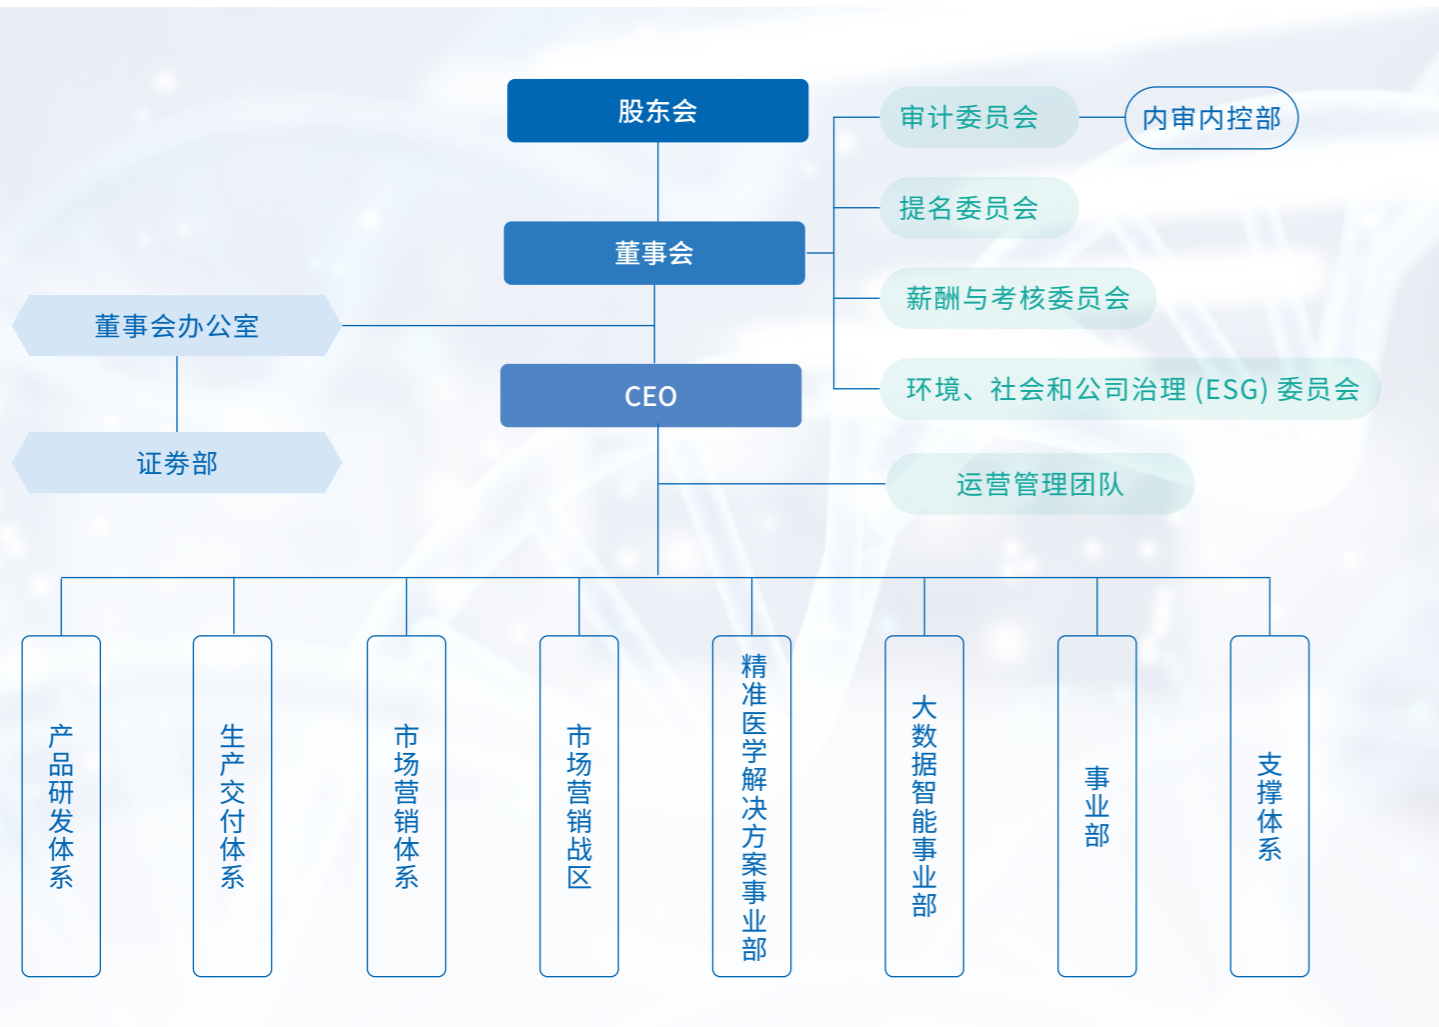 股东会
审计委员会
内审内控部
提名委员会
董事会
薪酬与考核委员会
董事会办公室
CEO
环境、社会和公司治理 (ESG) 委员会
证券部
运营管理团队
产品研发体系
生产交付体系
市场营销体系
市场营销战区
精准医学解决方案事业部
大数据智能事业部
事业部
支撑体系